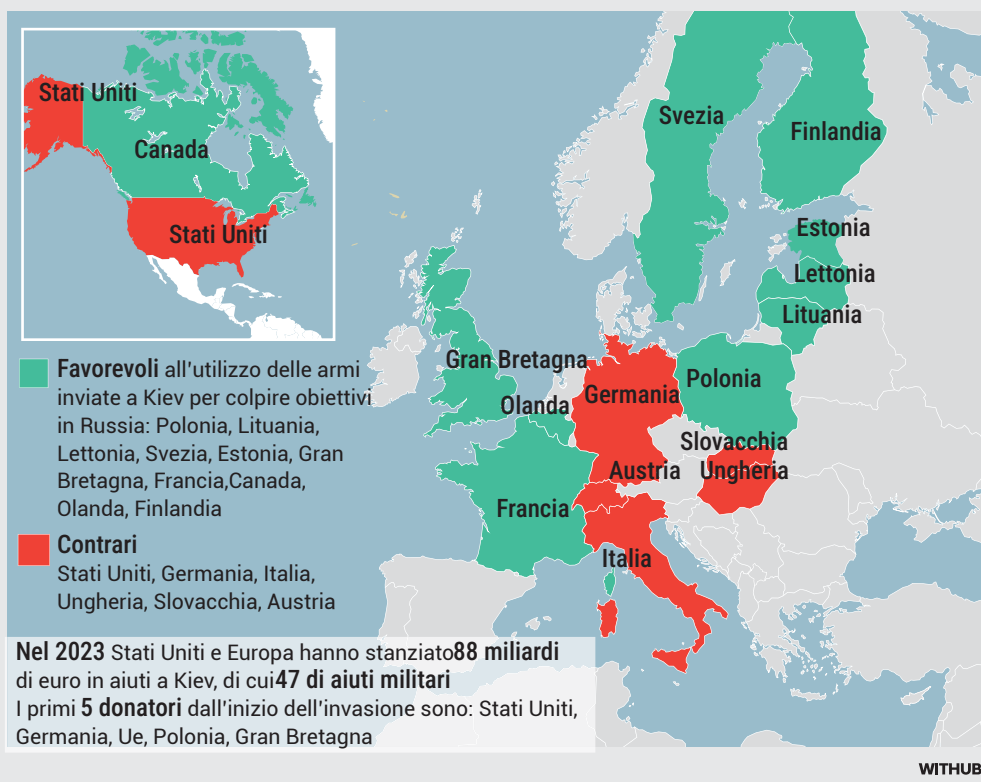 Stati Uniti
Canada
Stati Uniti
Svezia
Finlandia
Estonia
Lettonia
Lituania
Gran Bretagna
Olanda
Germania
Polonia
Slovacchia
Austria
Ungheria
Francia
Italia
Favorevoli all'utilizzo delle armi
inviate a Kiev per colpire obiettivi
in Russia: Polonia, Lituania,
Lettonia, Svezia, Estonia, Gran
Bretagna, Francia,Canada,
Olanda, Finlandia
Contrari
Stati Uniti, Germania, Italia,
Ungheria, Slovacchia, Austria
Nel 2023 Stati Uniti e Europa hanno stanziato88 miliardi
di euro in aiuti a Kiev, di cui47 di aiuti militari
I primi 5 donatori dall'inizio dell'invasione sono: Stati Uniti,
Germania, Ue, Polonia, Gran Bretagna
WITHUB